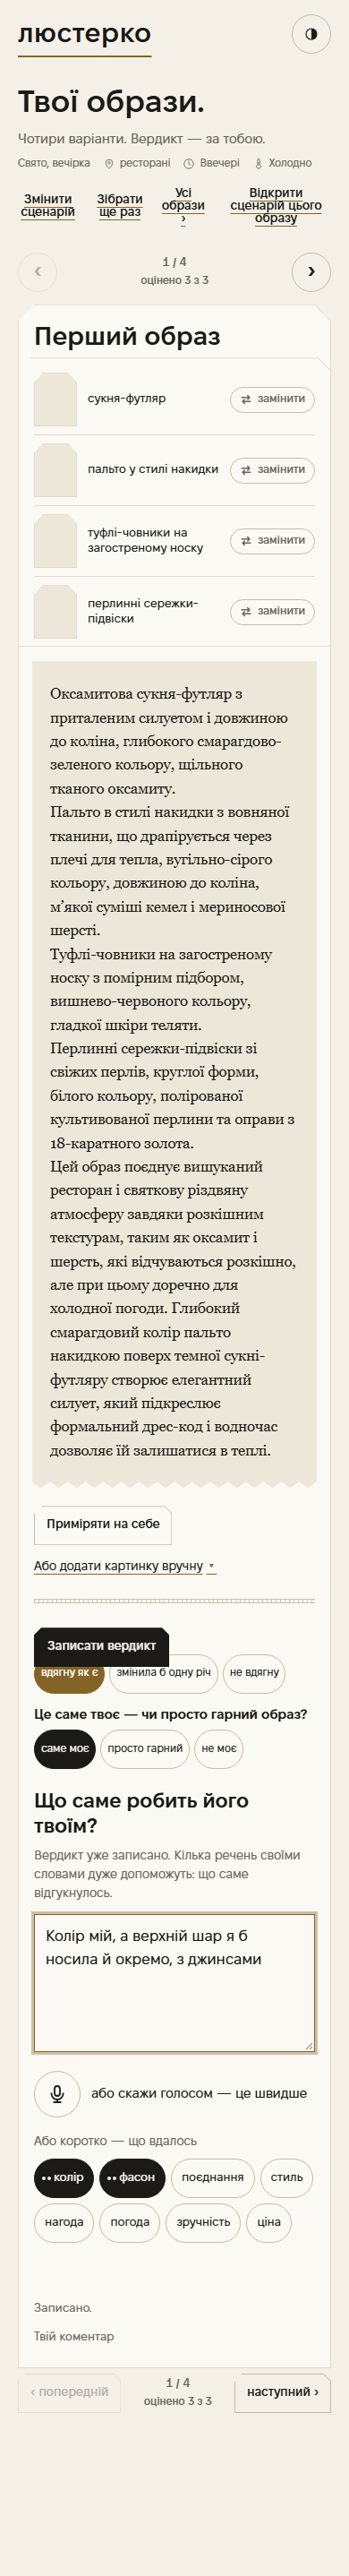 люстерко
Твої образи.
Чотири варіанти. Вердикт — за тобою.
Свято, вечірка ресторані Ввечері Холодно
Змінити
сценарій
Зібрати
ще раз
Усі
образи
›
Відкрити
сценарій цього
образу
‹
1 / 4
оцінено 3 з 3
›
Перший образ
сукня-футляр
замінити
пальто у стилі накидки
замінити
туфлі-човники на
загостреному носку
замінити
перлинні сережки-
підвіски
замінити
Оксамитова сукня-футляр з
приталеним силуетом і довжиною
до коліна, глибокого смарагдово-
зеленого кольору, щільного
тканого оксамиту.
Пальто в стилі накидки з вовняної
тканини, що драпірується через
плечі для тепла, вугільно-сірого
кольору, довжиною до коліна,
м’якої суміші кемел і мериносової
шерсті.
Туфлі-човники на загостреному
носку з помірним підбором,
вишнево-червоного кольору,
гладкої шкіри теляти.
Перлинні сережки-підвіски зі
свіжих перлів, круглої форми,
білого кольору, полірованої
культивованої перлини та оправи з
18-каратного золота.
Цей образ поєднує вишуканий
ресторан і святкову різдвяну
атмосферу завдяки розкішним
текстурам, таким як оксамит і
шерсть, які відчуваються розкішно,
але при цьому доречно для
холодної погоди. Глибокий
смарагдовий колір пальто
накидкою поверх темної сукні-
футляру створює елегантний
силует, який підкреслює
формальний дрес-код і водночас
дозволяє їй залишатися в теплі.
Приміряти на себе
Або додати картинку вручну
Записати вердикт
вдягну як є
змінила б одну річ
не вдягну
Це саме твоє — чи просто гарний образ?
саме моє
просто гарний
не моє
Що саме робить його
твоїм?
Вердикт уже записано. Кілька речень своїми
словами дуже допоможуть: що саме
відгукнулось.
Колір мій, а верхній шар я б
носила й окремо, з джинсами
або скажи голосом — це швидше
Або коротко — що вдалось
колір
фасон
поєднання
стиль
нагода
погода
зручність
ціна
Записано.
Твій коментар
‹ попередній
1 / 4
оцінено 3 з 3
наступний ›